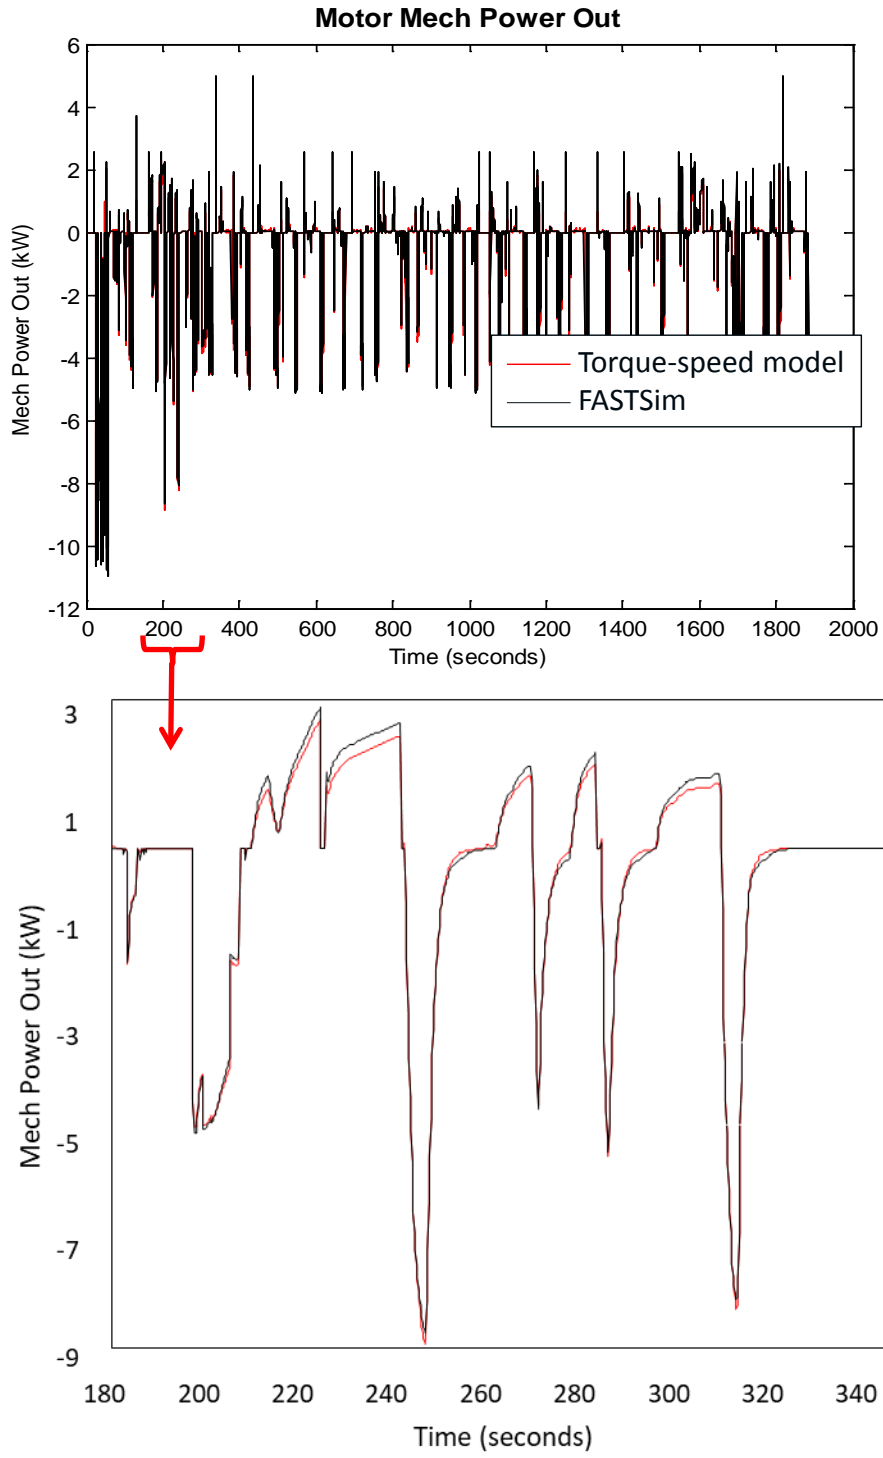 Motor Mech Power Out
6
4
2
0
-2
-4
-6
-8
-10
-12
Mech Power Out (kW)
Torque-speed model
FASTSim
0 200 400 600 800 1000 1200 1400 1600 1800 2000
Time (seconds)
3
1
-1
-3
-5
-7
-9
Mech Power Out (kW)
180 200 220 240 260 280 300 320 340
Time (seconds)